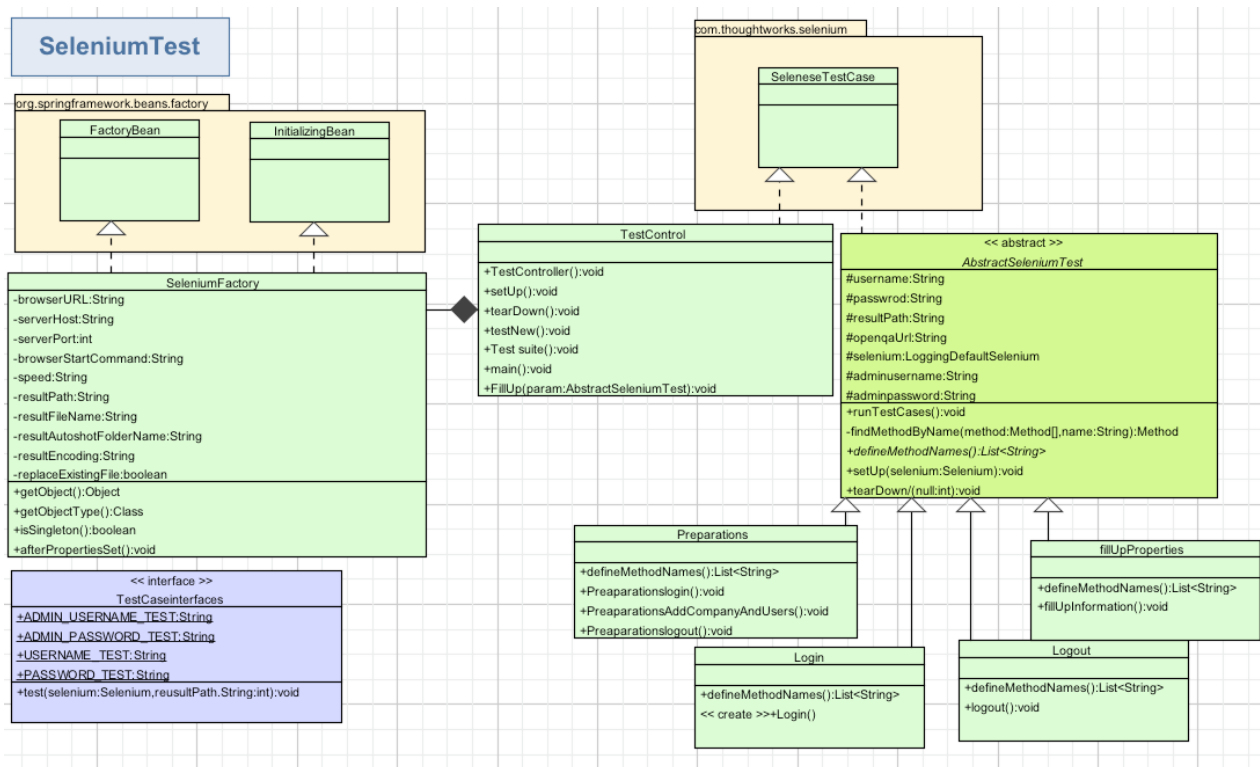 SeleniumTest
org.springframework.beans.factory
FactoryBean
InitializingBean
com.thoughtworks.selenium
SeleneseTestCase
SeleniumFactory
-browserURL:String
-serverHost:String
-serverPort:int
-browserStartCommand:String
-speed:String
-resultPath:String
-resultFileName:String
-resultAutoshotFolderName:String
-resultEncoding:String
-replaceExistingFile:boolean
+getObject():Object
+getObjectType():Class
+isSingleton():boolean
+afterPropertiesSet():void
TestControl
+TestController():void
+setUp():void
+tearDown():void
+testNew():void
+Test suite():void
+main():void
+FillUp(param:AbstractSeleniumTest):void
<< abstract >>
AbstractSeleniumTest
#username:String
#passwrod:String
#resultPath:String
#openqaUrl:String
#selenium:LoggingDefaultSelenium
#adminusername:String
#adminpassword:String
+runTestCases():void
-findMethodByName(method:Method[],name:String):Method
+defineMethodNames():List<String>
+setUp(selenium:Selenium):void
+tearDown/(null:int):void
<< interface >>
TestCaseinterfaces
+ADMIN_USERNAME_TEST:String
+ADMIN_PASSWORD_TEST:String
+USERNAME_TEST:String
+PASSWORD_TEST:String
+test(selenium:Selenium,reusultPath.String:int):void
Preparations
+defineMethodNames():List<String>
+Preaparationslogin():void
+PreaparationsAddCompanyAndUsers():void
+Preaparationslogout():void
Login
+defineMethodNames():List<String>
<< create >>+Login()
fillUpProperties
+defineMethodNames():List<String>
+fillUpInformation():void
Logout
+defineMethodNames():List<String>
+logout():void